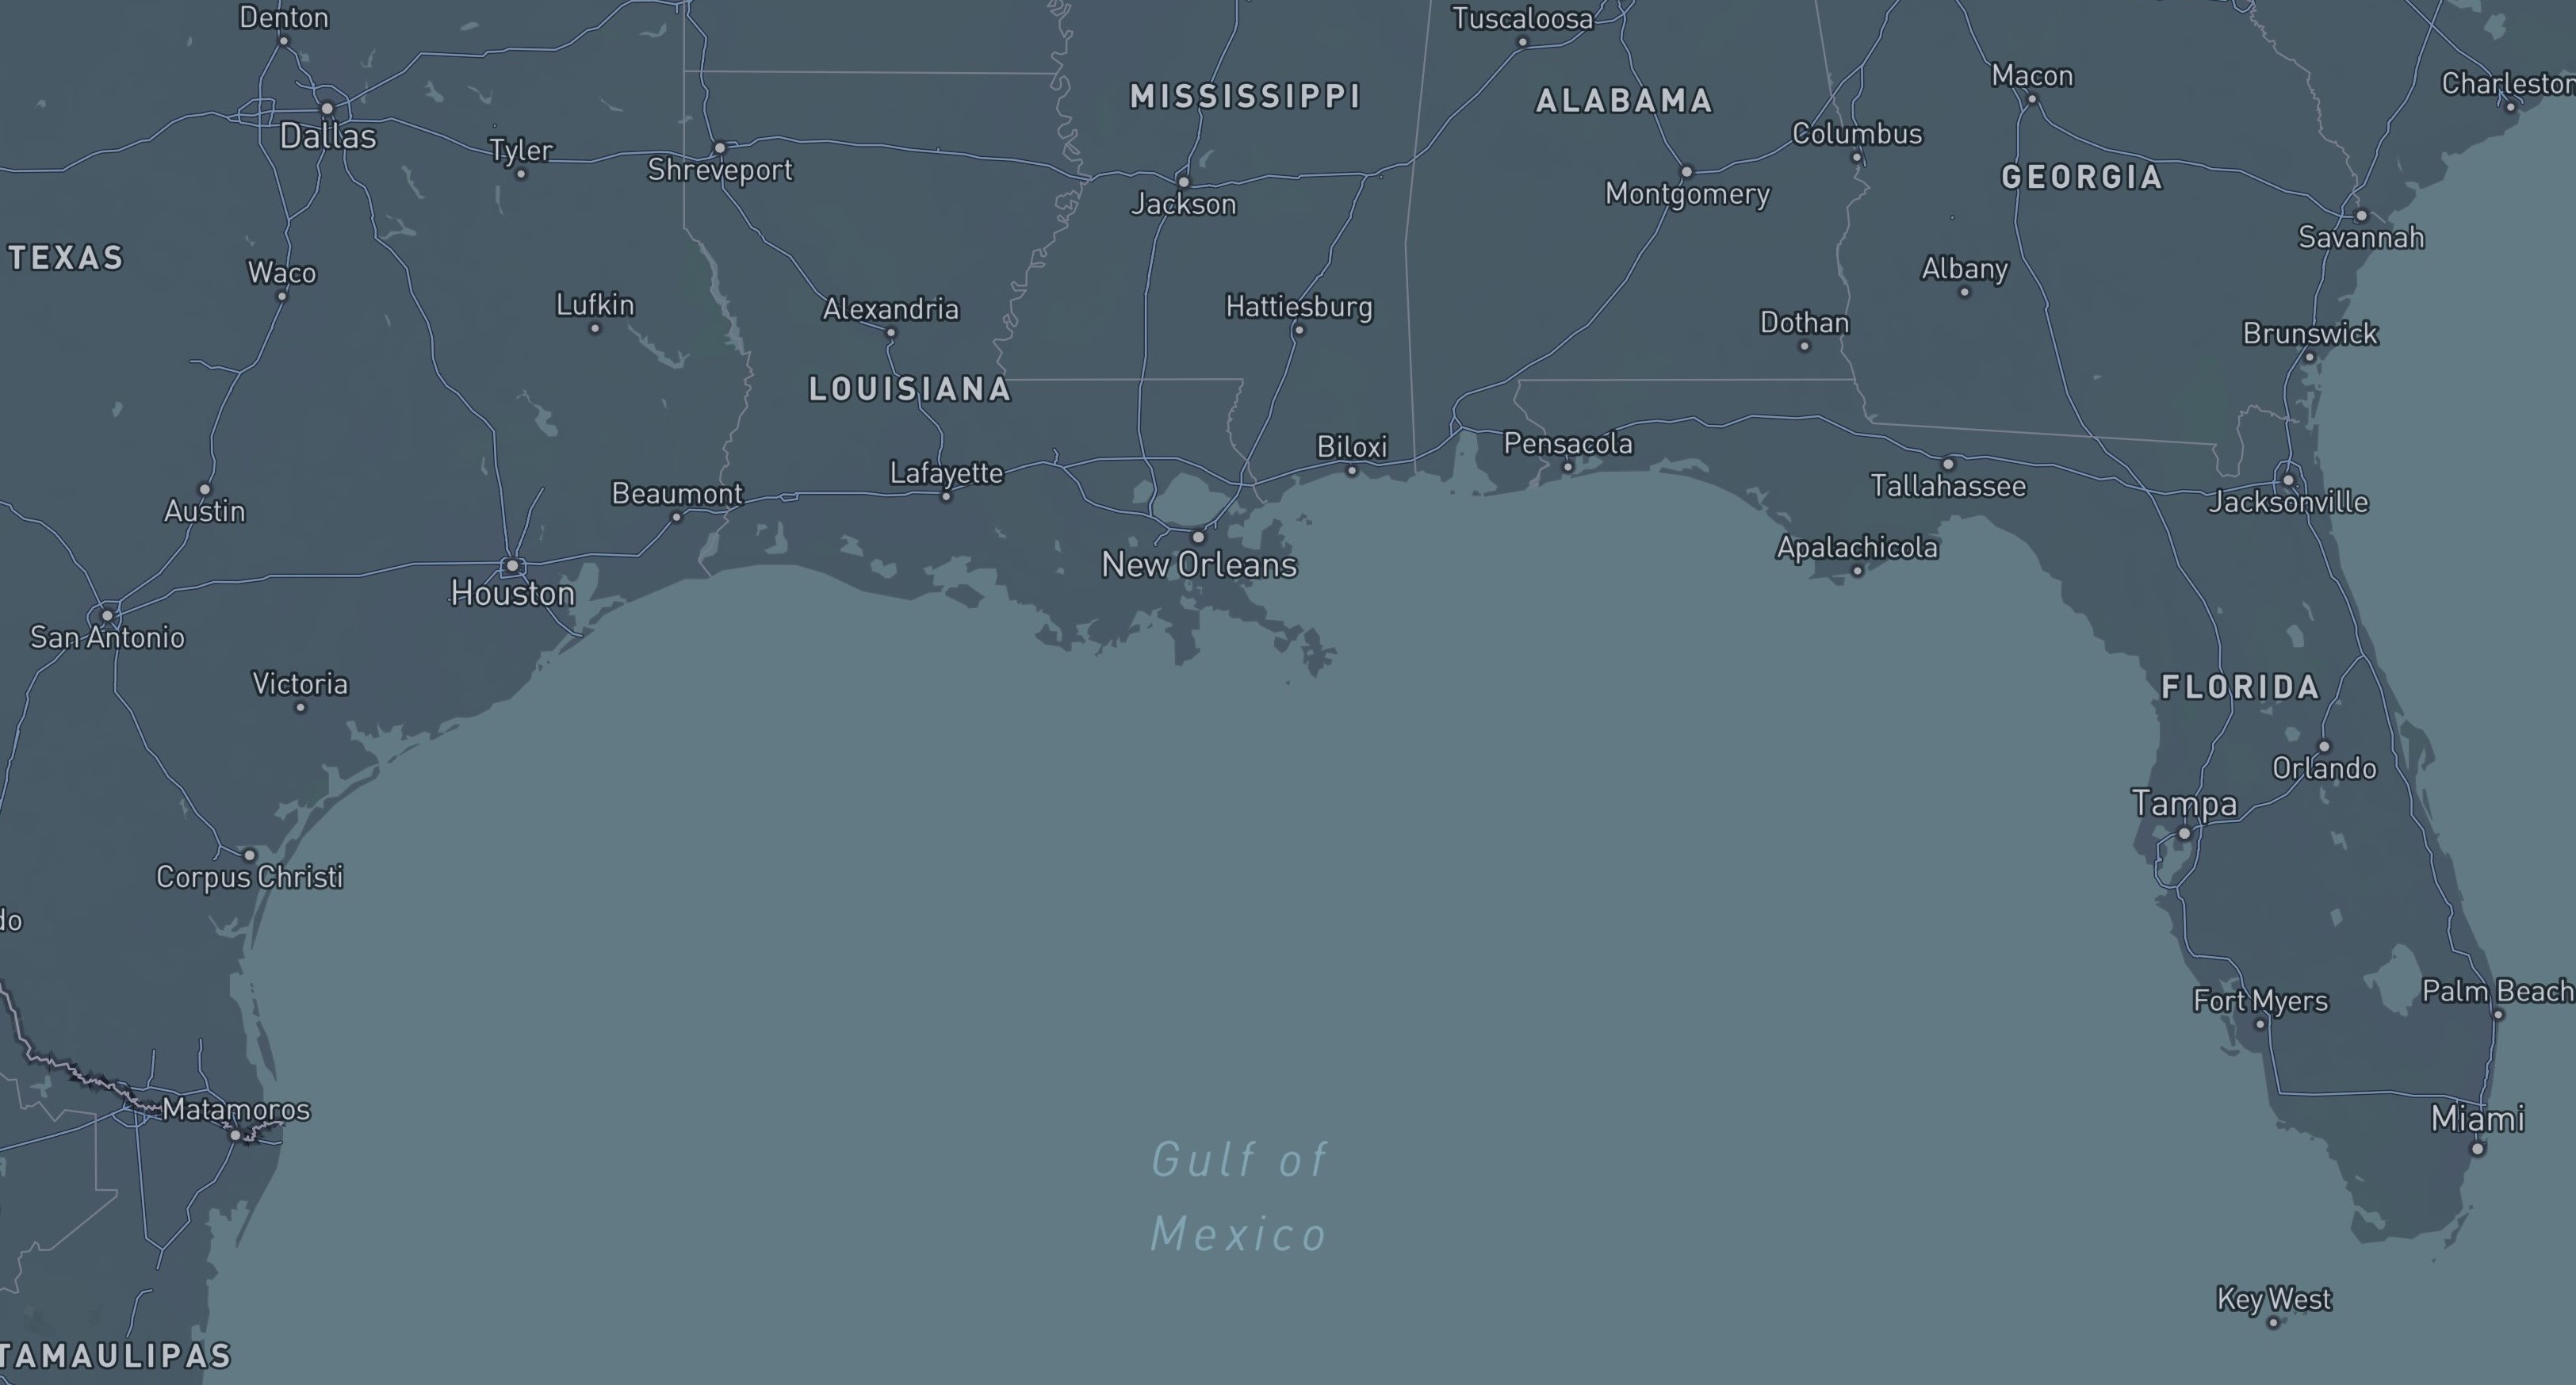 Denton
Tuscaloosa
Macon
Charleston
MISSISSIPPI
ALABAMA
Dallas
Columbus
Tyler
Shreveport
GEORGIA
Jackson
Montgomery
Savannah
TEXAS
Waco
Albany
Lufkin
Alexandria
Hattiesburg
Dothan
Brunswick
LOUISIANA
Biloxi
Pensacola
Lafayette
Tallahassee
Beaumont
Jacksonville
Austin
Apalachicola
New Orleans
Houston
San Antonio
Victoria
FLORIDA
Orlando
Tampa
Corpus Christi
do
Palm Beach
Fort Myers
Matamoros
Miami
Gulf of
Mexico
Key West
TAMAULIPAS